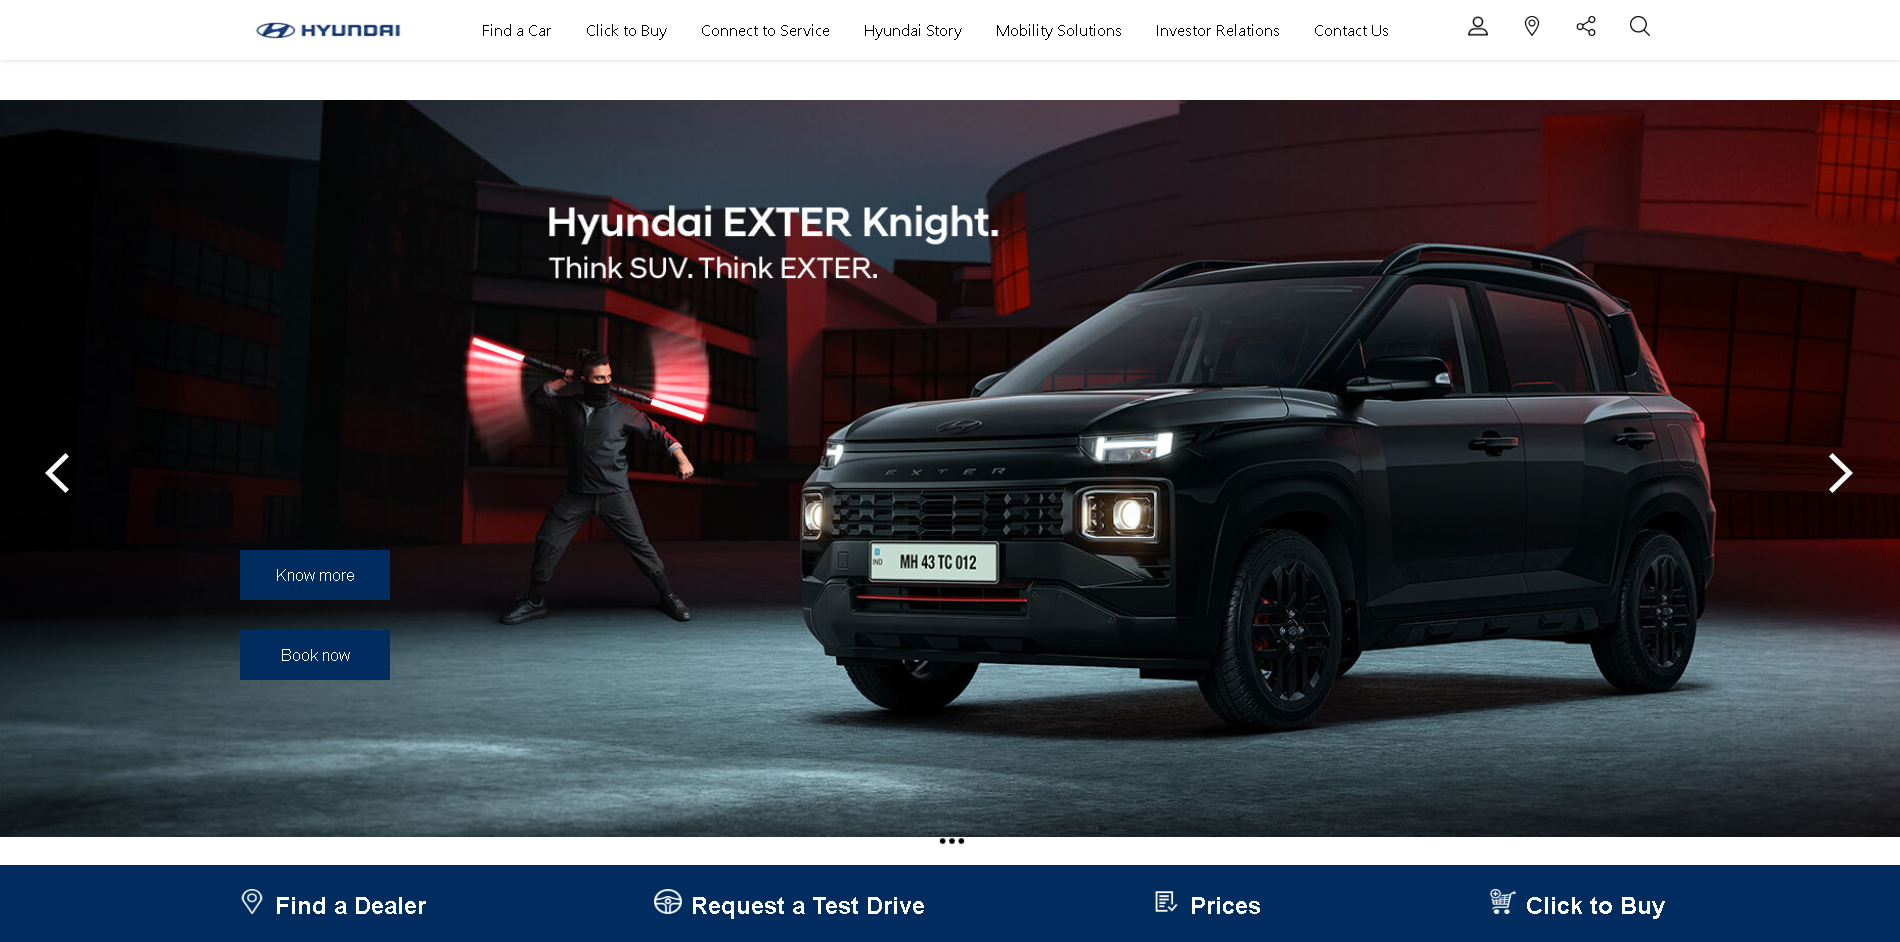 HYUNDAI
Find a Car
Click to Buy
Connect to Service
Hyundai Story
Mobility Solutions
Investor Relations
Contact Us
Hyundai EXTER Knight.
Think SUV. Think EXTER.
EXTER
IND
MH 43 TC 012
Know more
Book now
Find a Dealer
Request a Test Drive
Prices
Click to Buy